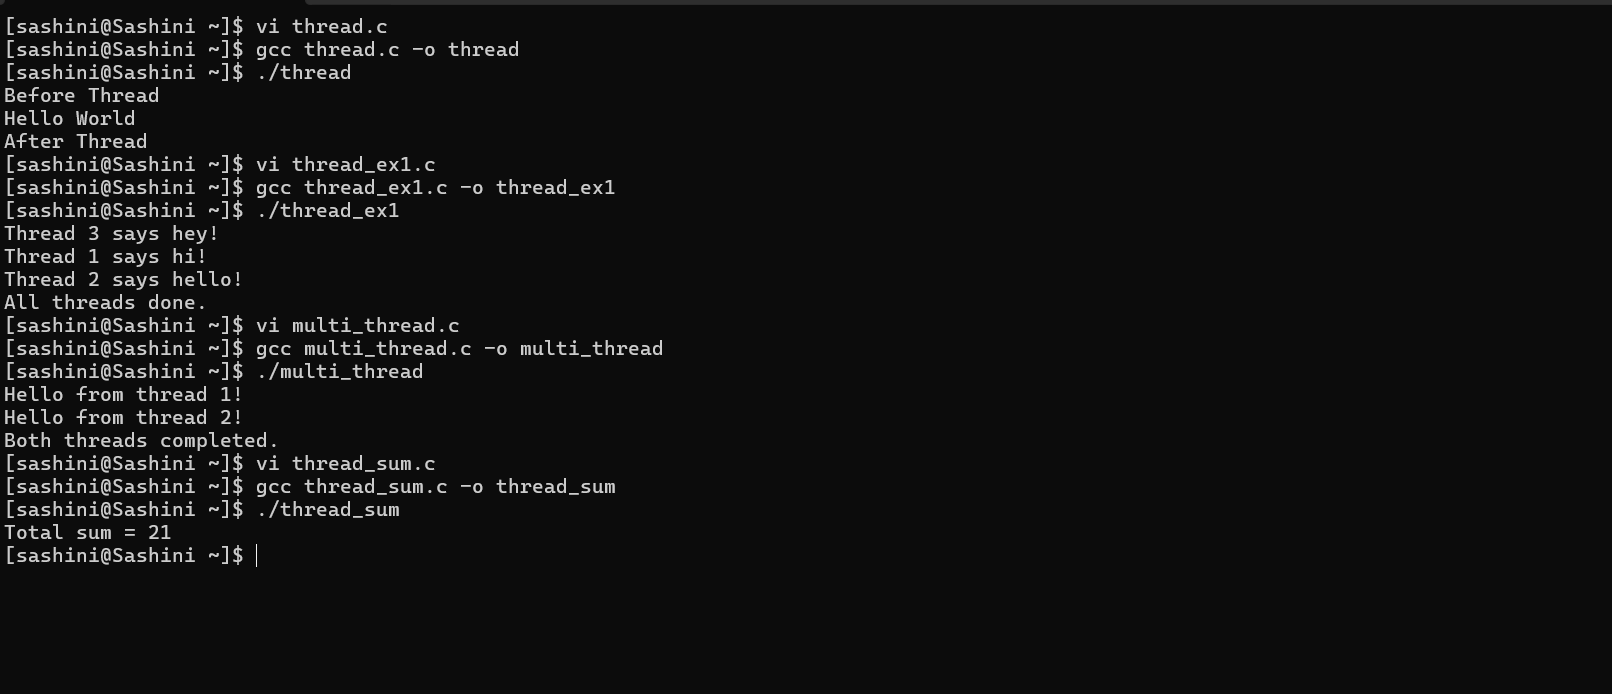 [sashini@Sashini ~]$ vi thread.c
[sashini@Sashini ~]$ gcc thread.c -o thread
[sashini@Sashini ~]$ ./thread
Before Thread
Hello World
After Thread
[sashini@Sashini ~]$ vi thread_ex1.c
[sashini@Sashini ~]$ gcc thread_ex1.c -o thread_ex1
[sashini@Sashini ~]$ ./thread_ex1
Thread 3 says hey!
Thread 1 says hi!
Thread 2 says hello!
All threads done.
[sashini@Sashini ~]$ vi multi_thread.c
[sashini@Sashini ~]$ gcc multi_thread.c -o multi_thread
[sashini@Sashini ~]$ ./multi_thread
Hello from thread 1!
Hello from thread 2!
Both threads completed.
[sashini@Sashini ~]$ vi thread_sum.c
[sashini@Sashini ~]$ gcc thread_sum.c -o thread_sum
[sashini@Sashini ~]$ ./thread_sum
Total sum = 21
[sashini@Sashini ~]$